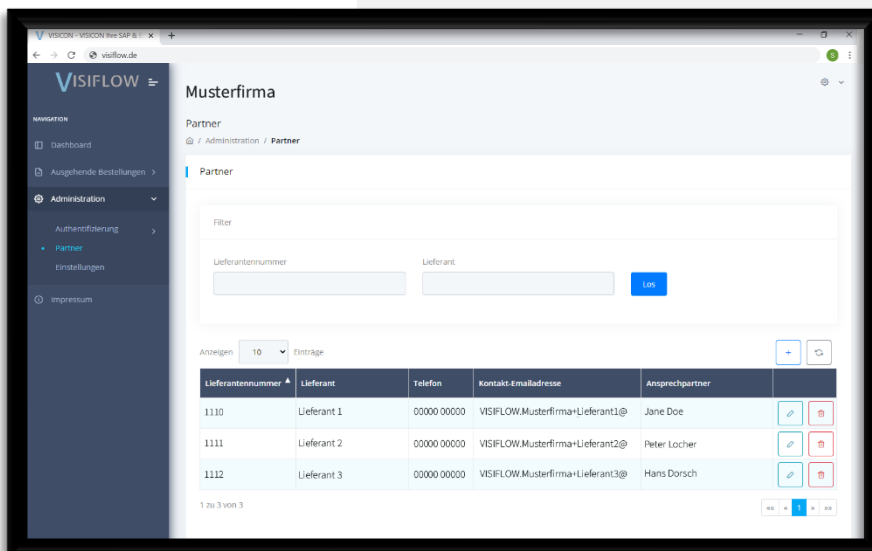 VISICON - VISICON Ihre SAP &
visiflow.de
S
VISIFLOW
NAVIGATION
Dashboard
Ausgehende Bestellungen
Administration
Authentifizierung
Partner
Einstellungen
Impressum
Musterfirma
Partner
/ Administration / Partner
Partner
Filter
Lieferantennummer Lieferant
Los
Anzeigen 10 Einträge
Lieferantennummer Lieferant Telefon Kontakt-Emailadresse Ansprechpartner
1110 Lieferant 1 00000 00000 VISIFLOW.Musterfirma+Lieferant1@ Jane Doe
1111 Lieferant 2 00000 00000 VISIFLOW.Musterfirma+Lieferant2@ Peter Locher
1112 Lieferant 3 00000 00000 VISIFLOW.Musterfirma+Lieferant3@ Hans Dorsch
1 zu 3 von 3
«« « 1 » »»